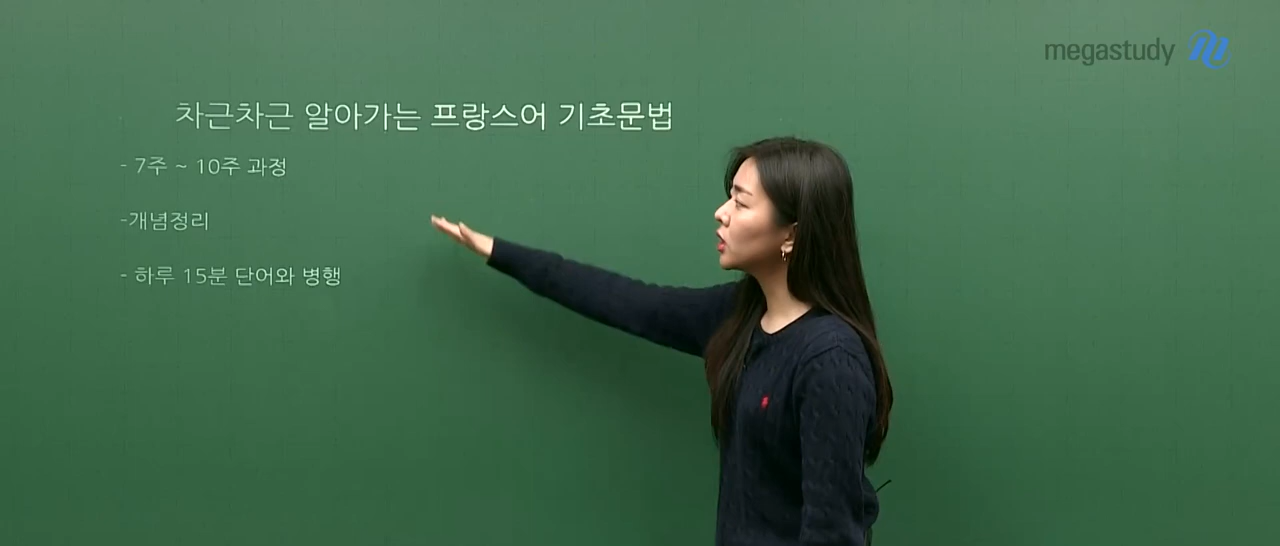 megastudy
차근차근 알아가는 프랑스어 기초문법
- 7주 ~ 10주 과정
-개념정리
- 하루 15분 단어와 병행